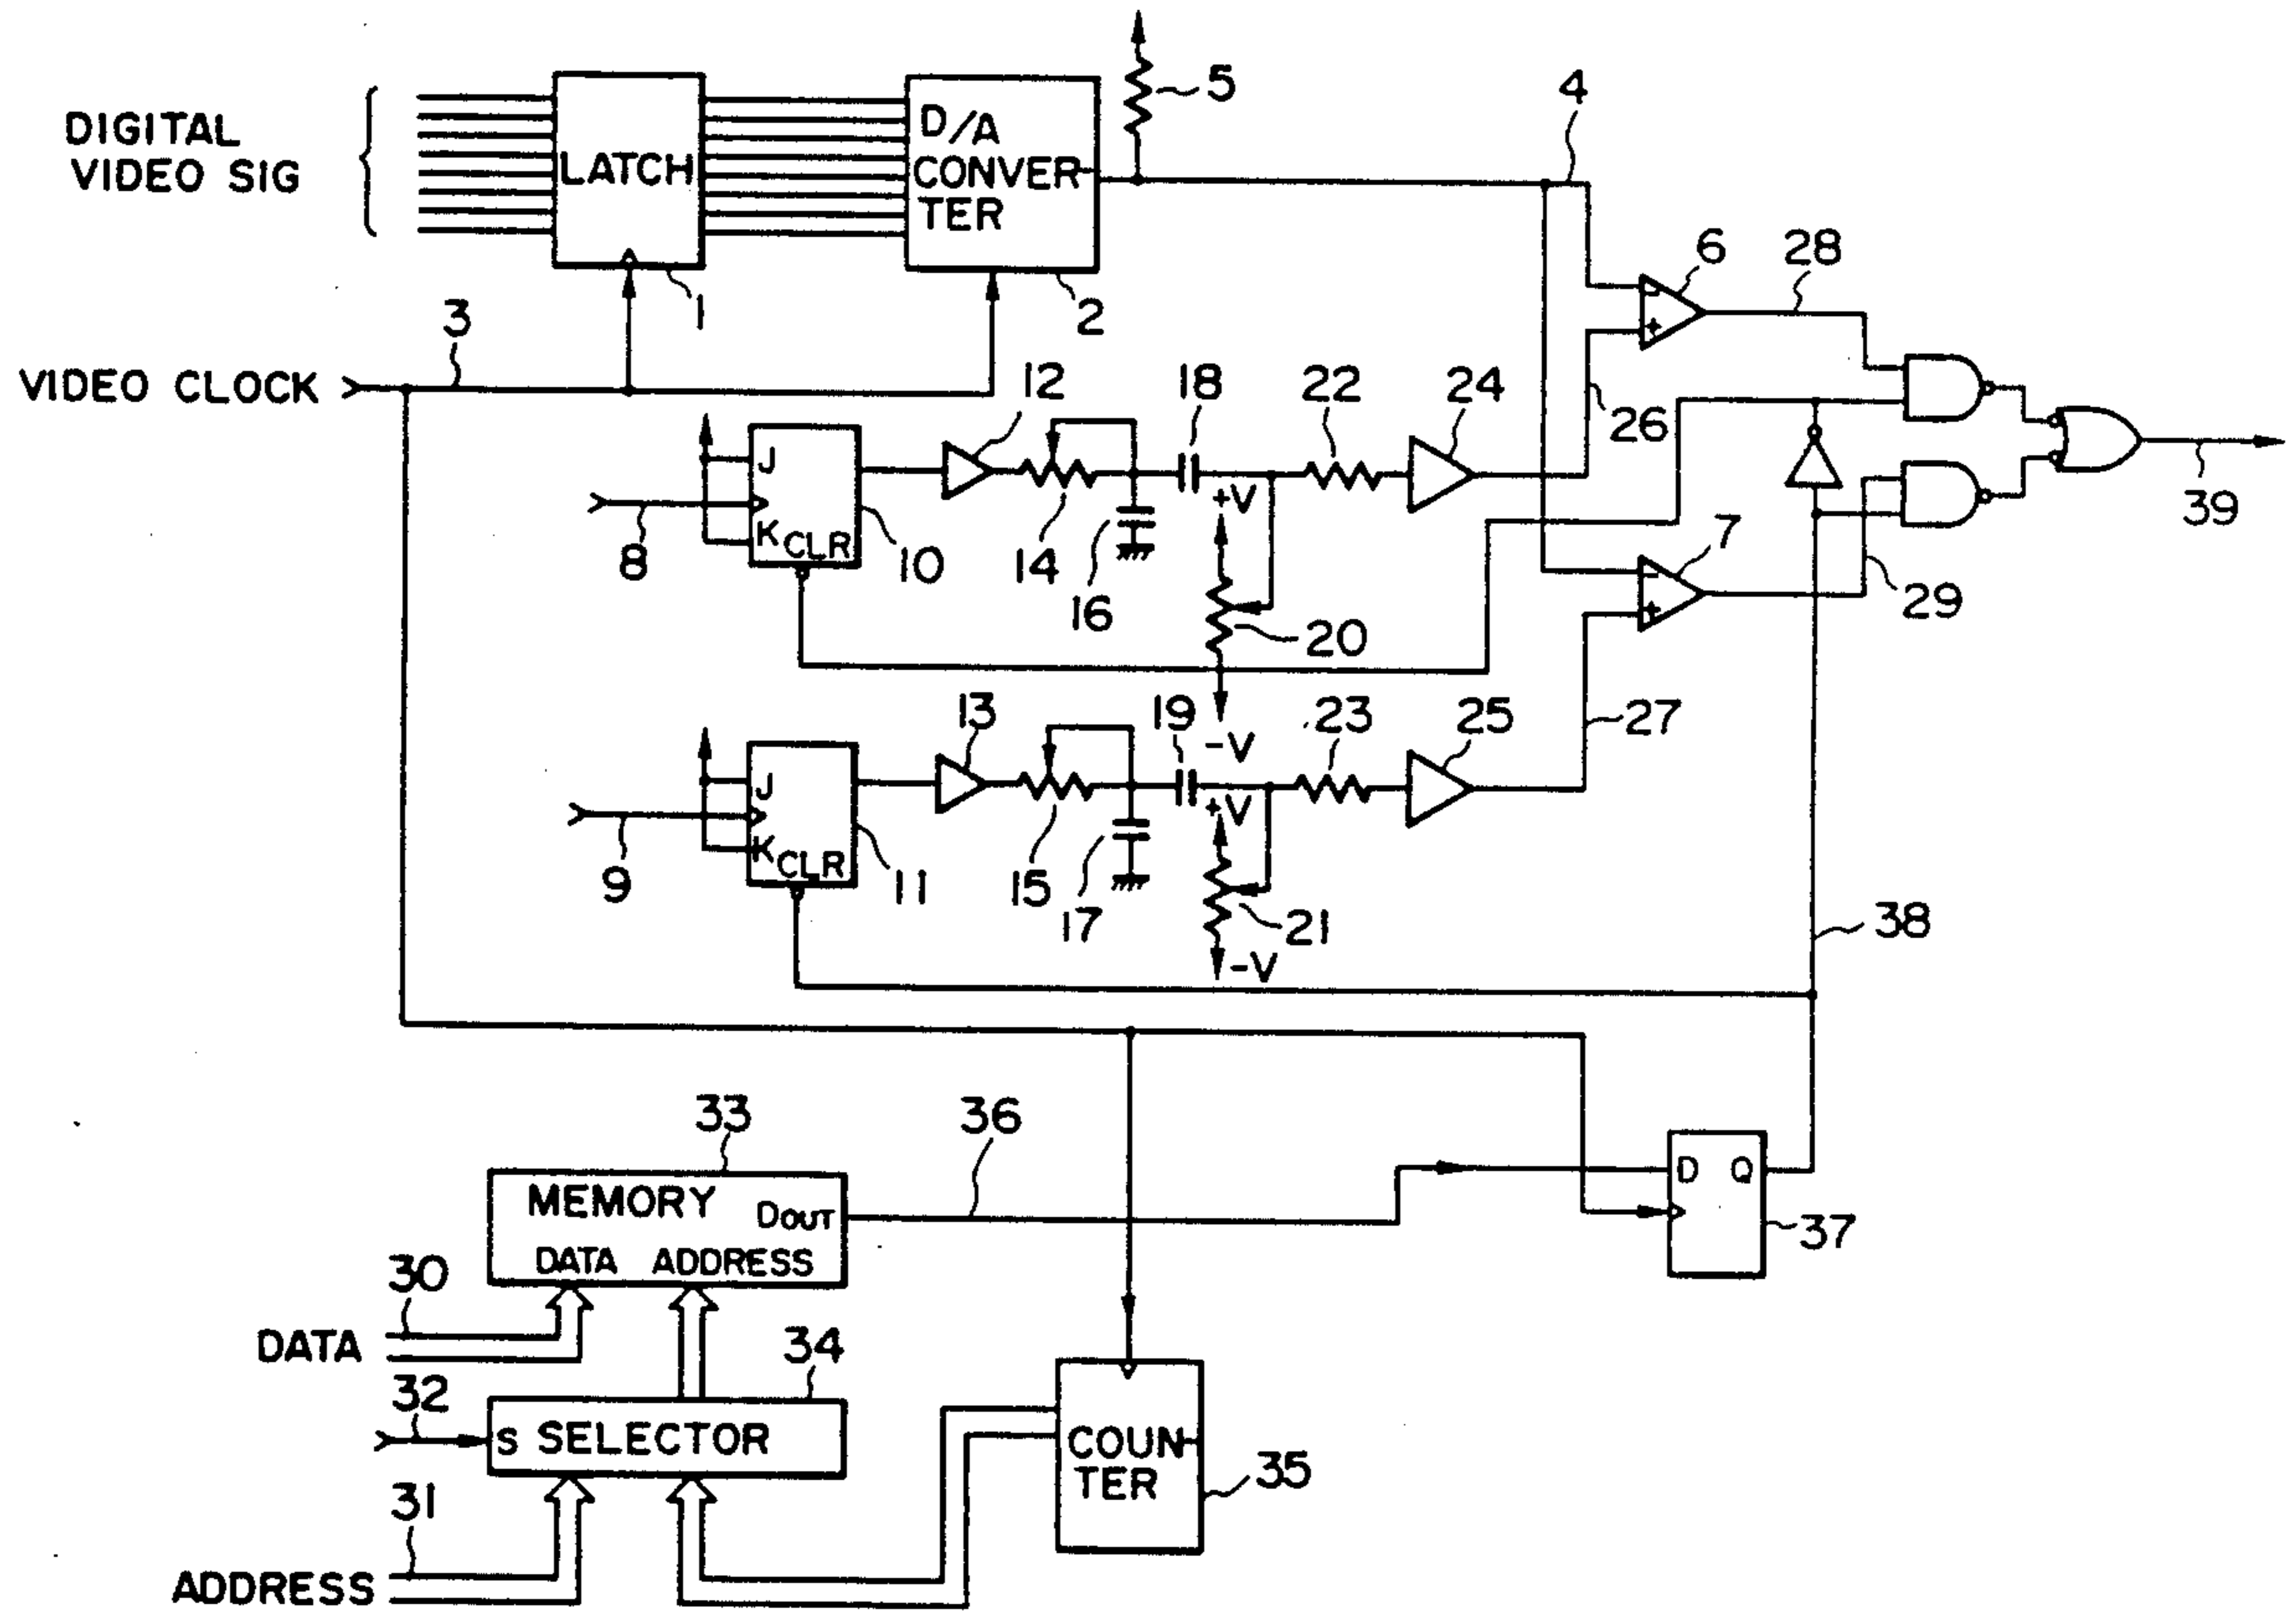 DIGITAL
VIDEO SIG
LATCH
D/A
CONVER-
TER
5
4
1
2
6
28
3
VIDEO CLOCK
12
18
22
24
26
J
K
CLR
8
10
14
16
+V
20
-V
7
29
39
13
19
23
25
27
J
K
CLR
9
11
15
17
+V
21
-V
38
33
36
MEMORY
DOUT
DATA ADDRESS
D Q
37
30
DATA
34
32
S SELECTOR
COUN-
TER
35
31
ADDRESS